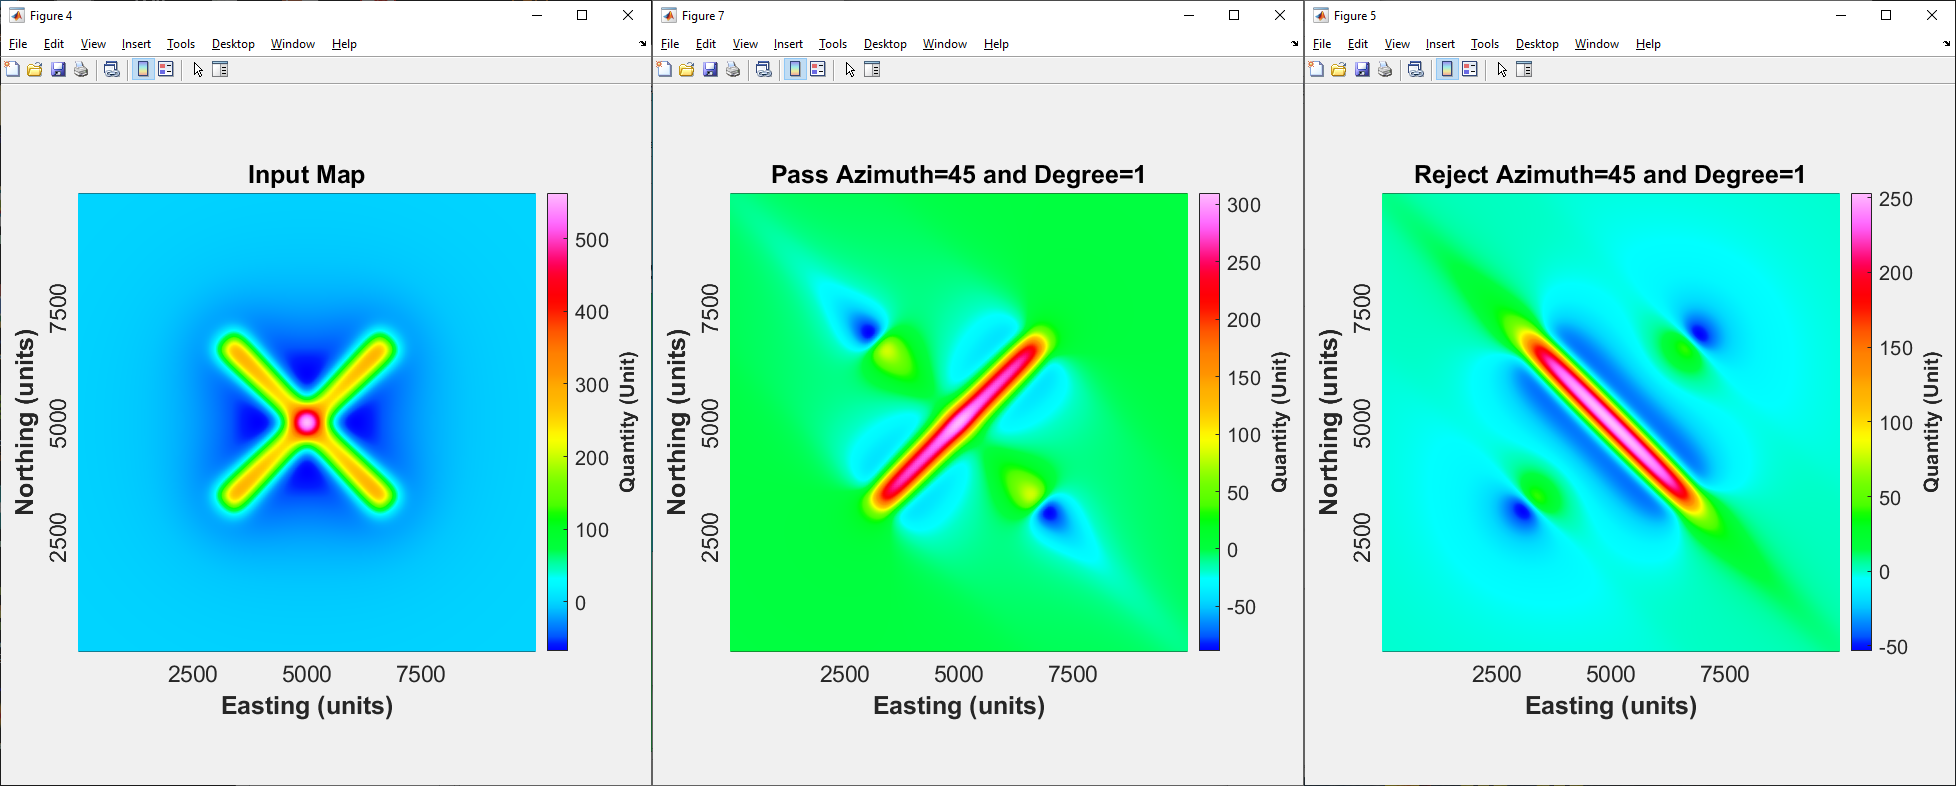 Figure 4
File Edit View Insert Tools Desktop Window Help
Input Map
500
400
300
200
100
0
Quantity (Unit)
7500
5000
2500
Northing (units)
2500 5000 7500
Easting (units)
Figure 7
File Edit View Insert Tools Desktop Window Help
Pass Azimuth=45 and Degree=1
300
250
200
150
100
50
0
-50
Quantity (Unit)
7500
5000
2500
Northing (units)
2500 5000 7500
Easting (units)
Figure 5
File Edit View Insert Tools Desktop Window Help
Reject Azimuth=45 and Degree=1
250
200
150
100
50
0
-50
Quantity (Unit)
7500
5000
2500
Northing (units)
2500 5000 7500
Easting (units)